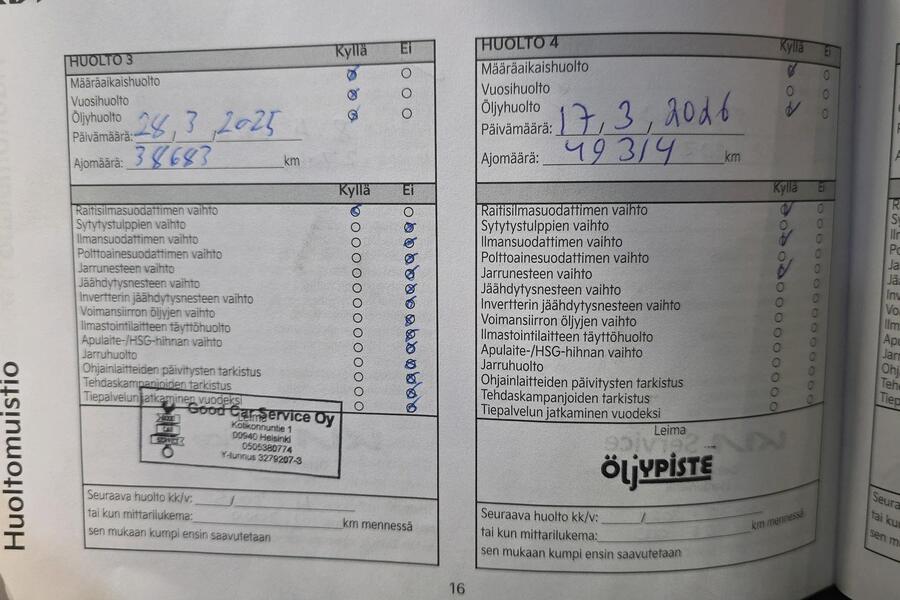 Huoltomuistio
HUOLTO 3 Kyllä Ei
Määräaikaishuolto
Vuosihuolto
Öljyhuolto
Päivämäärä: 28, 3, 2025
Ajomäärä: 38683 km
Kyllä Ei
Raitisilmasuodattimen vaihto
Sytytystulppien vaihto
Ilmansuodattimen vaihto
Polttoainesuodattimen vaihto
Jarrunesteen vaihto
Jäähdytysnesteen vaihto
Invertterin jäähdytysnesteen vaihto
Voimansiirron öljyjen vaihto
Ilmastointilaitteen täyttöhuolto
Apulaite-/HSG-hihnan vaihto
Jarruhuolto
Ohjainlaitteiden päivitysten tarkistus
Tehdaskampanjoiden tarkistus
Tiepalvelun jatkaminen vuodeksi
Leima
GOOD
CAR
SERVICE
Good Car Service Oy
Kotikonnuntie 1
00940 Helsinki
0505380774
Y-tunnus 3279207-3
Seuraava huolto kk/v: /
tai kun mittarilukema: km mennessä
sen mukaan kumpi ensin saavutetaan
HUOLTO 4 Kyllä Ei
Määräaikaishuolto
Vuosihuolto
Öljyhuolto
Päivämäärä: 17, 3, 2026
Ajomäärä: 49314 km
Kyllä Ei
Raitisilmasuodattimen vaihto
Sytytystulppien vaihto
Ilmansuodattimen vaihto
Polttoainesuodattimen vaihto
Jarrunesteen vaihto
Jäähdytysnesteen vaihto
Invertterin jäähdytysnesteen vaihto
Voimansiirron öljyjen vaihto
Ilmastointilaitteen täyttöhuolto
Apulaite-/HSG-hihnan vaihto
Jarruhuolto
Ohjainlaitteiden päivitysten tarkistus
Tehdaskampanjoiden tarkistus
Tiepalvelun jatkaminen vuodeksi
Leima
ÖLJYPISTE
Seuraava huolto kk/v: /
tai kun mittarilukema: km mennessä
sen mukaan kumpi ensin saavutetaan
16